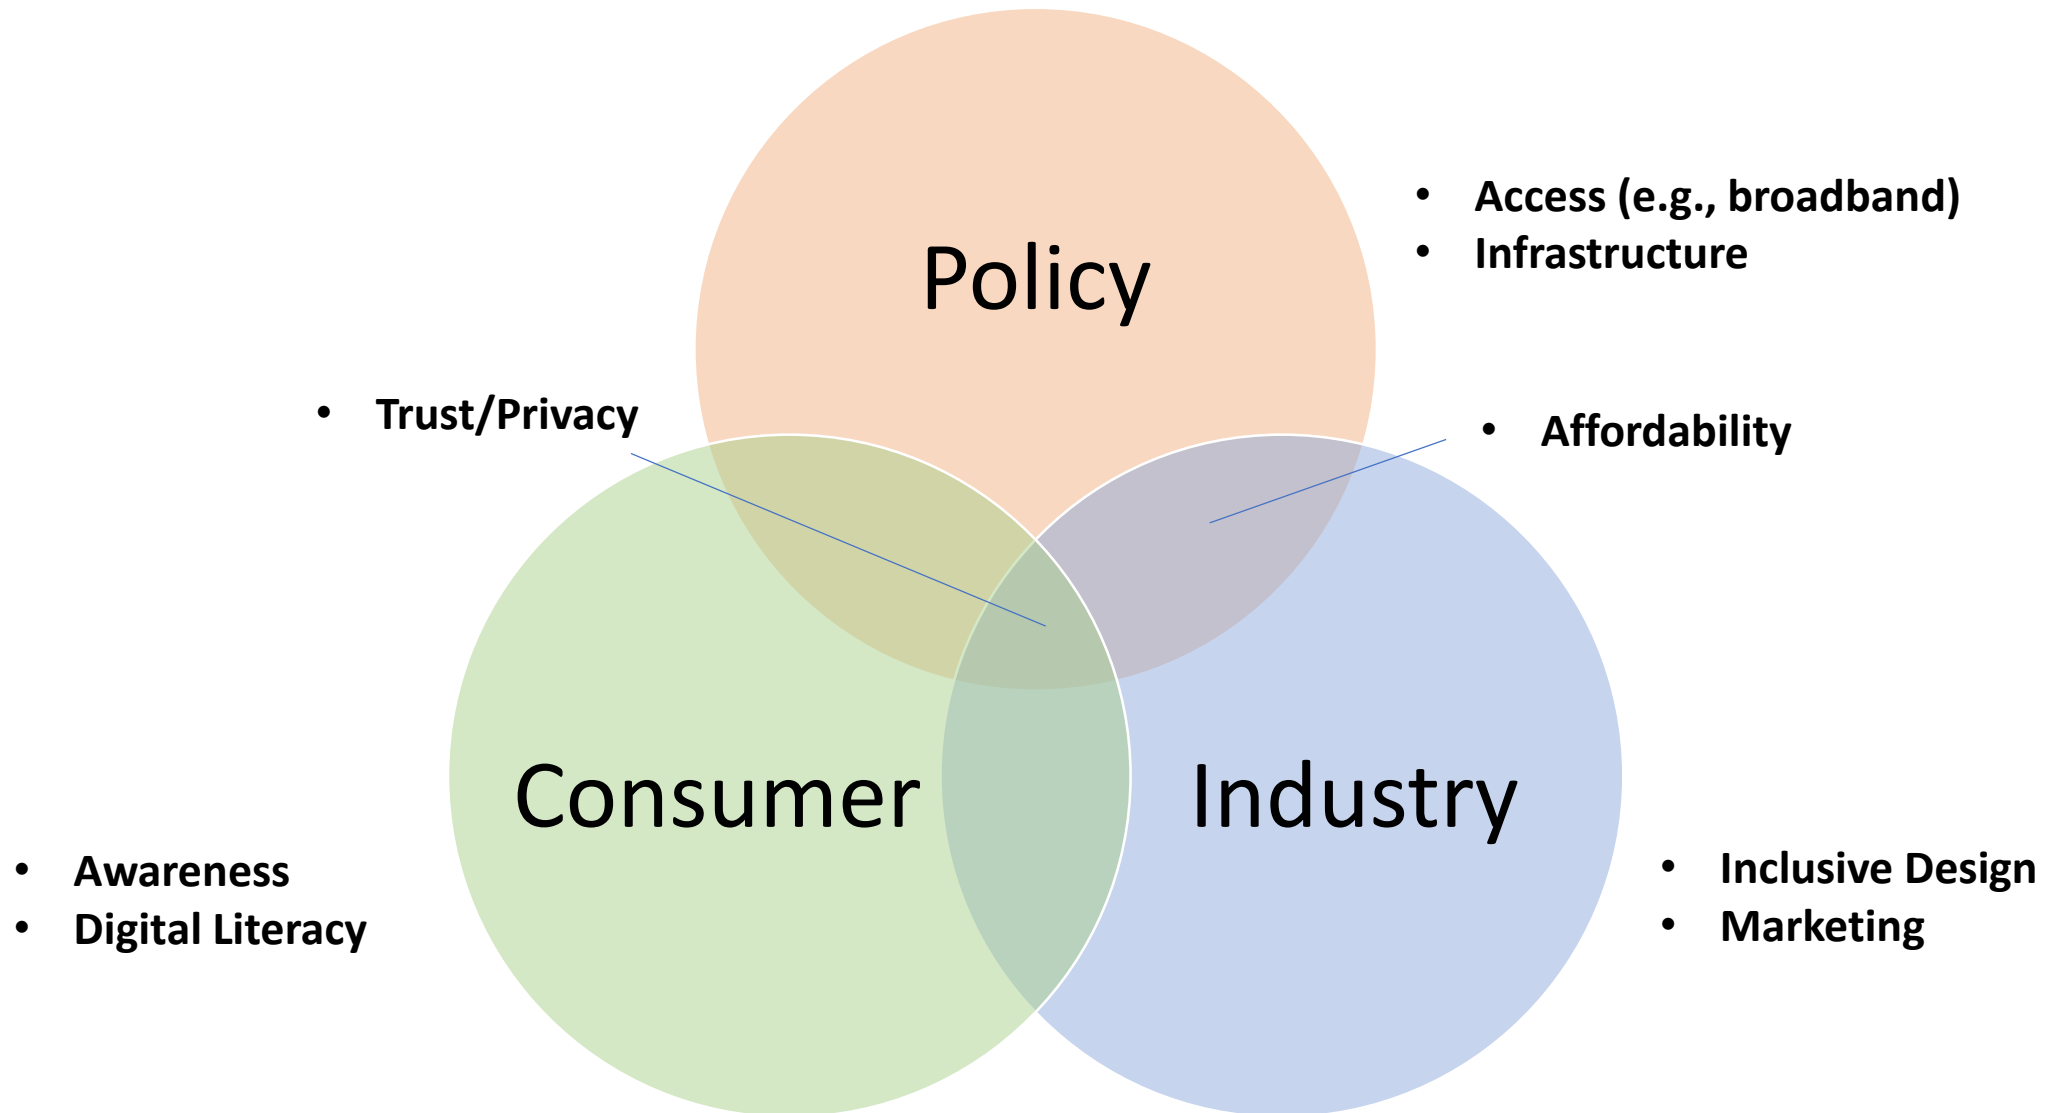 Policy
• Access (e.g., broadband)
• Infrastructure
• Trust/Privacy
• Affordability
Consumer
Industry
• Awareness
• Digital Literacy
• Inclusive Design
• Marketing